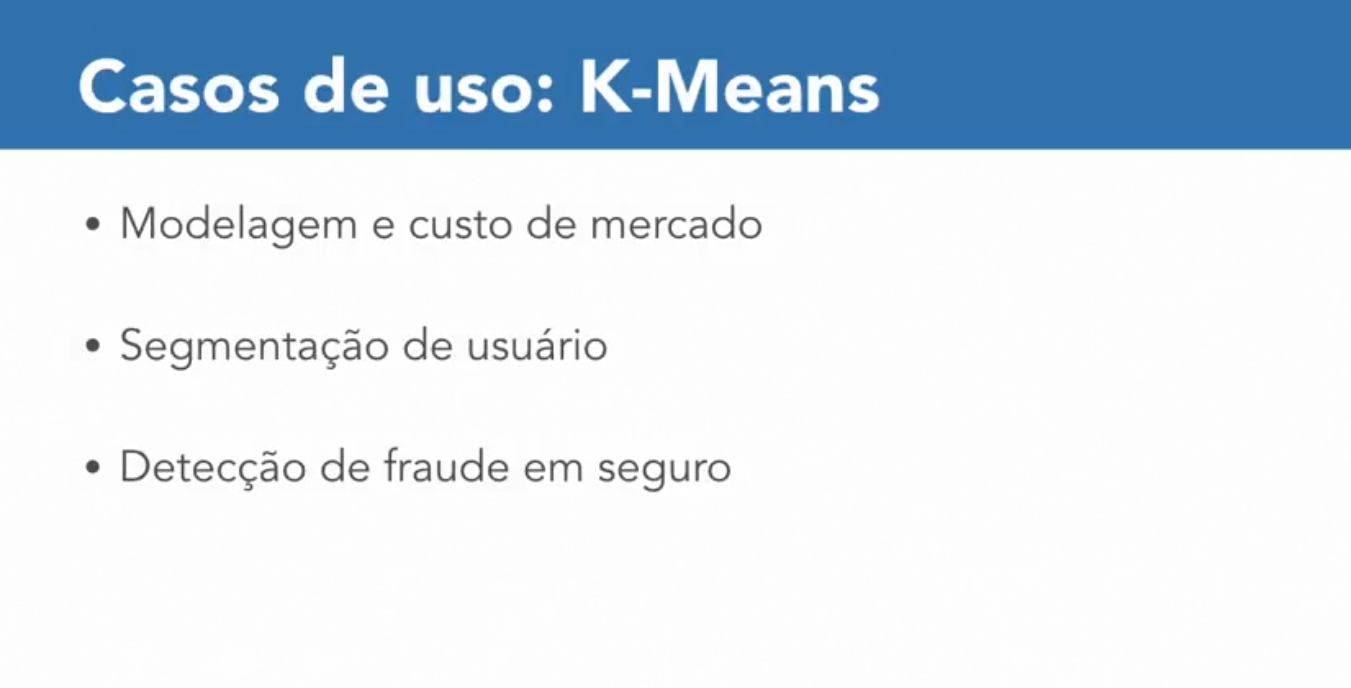 Casos de uso: K-Means
• Modelagem e custo de mercado
• Segmentação de usuário
• Detecção de fraude em seguro